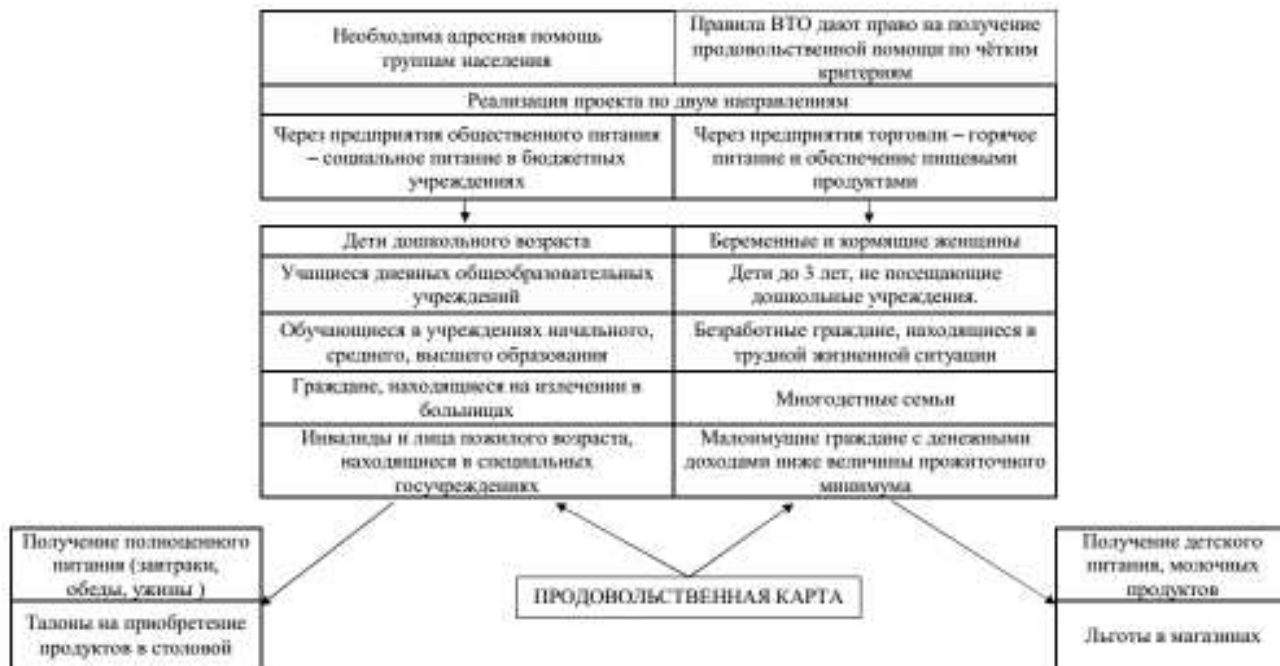 Необходима адресная помощь
группам населения
Правила ВТО дают право на получение
продовольственной помощи по чётким
критериям
Реализация проекта по двум направлениям
Через предприятия общественного питания
– социальное питание в бюджетных
учреждениях
Через предприятия торговли – горячее
питание и обеспечение пищевыми
продуктами
Дети дошкольного возраста
Беременные и кормящие женщины
Учащиеся дневных общеобразовательных
учреждений
Дети до 3 лет, не посещающие
дошкольные учреждения.
Обучающиеся в учреждениях начального,
среднего, высшего образования
Безработные граждане, находящиеся в
трудной жизненной ситуации
Граждане, находящиеся на излечении в
больницах
Многодетные семьи
Инвалиды и лица пожилого возраста,
находящиеся в специальных
госучреждениях
Малоимущие граждане с денежными
доходами ниже величины прожиточного
минимума
Получение полноценного
питания (завтраки,
обеды, ужины )
Талоны на приобретение
продуктов в столовой
ПРОДОВОЛЬСТВЕННАЯ КАРТА
Получение детского
питания, молочных
продуктов
Льготы в магазинах